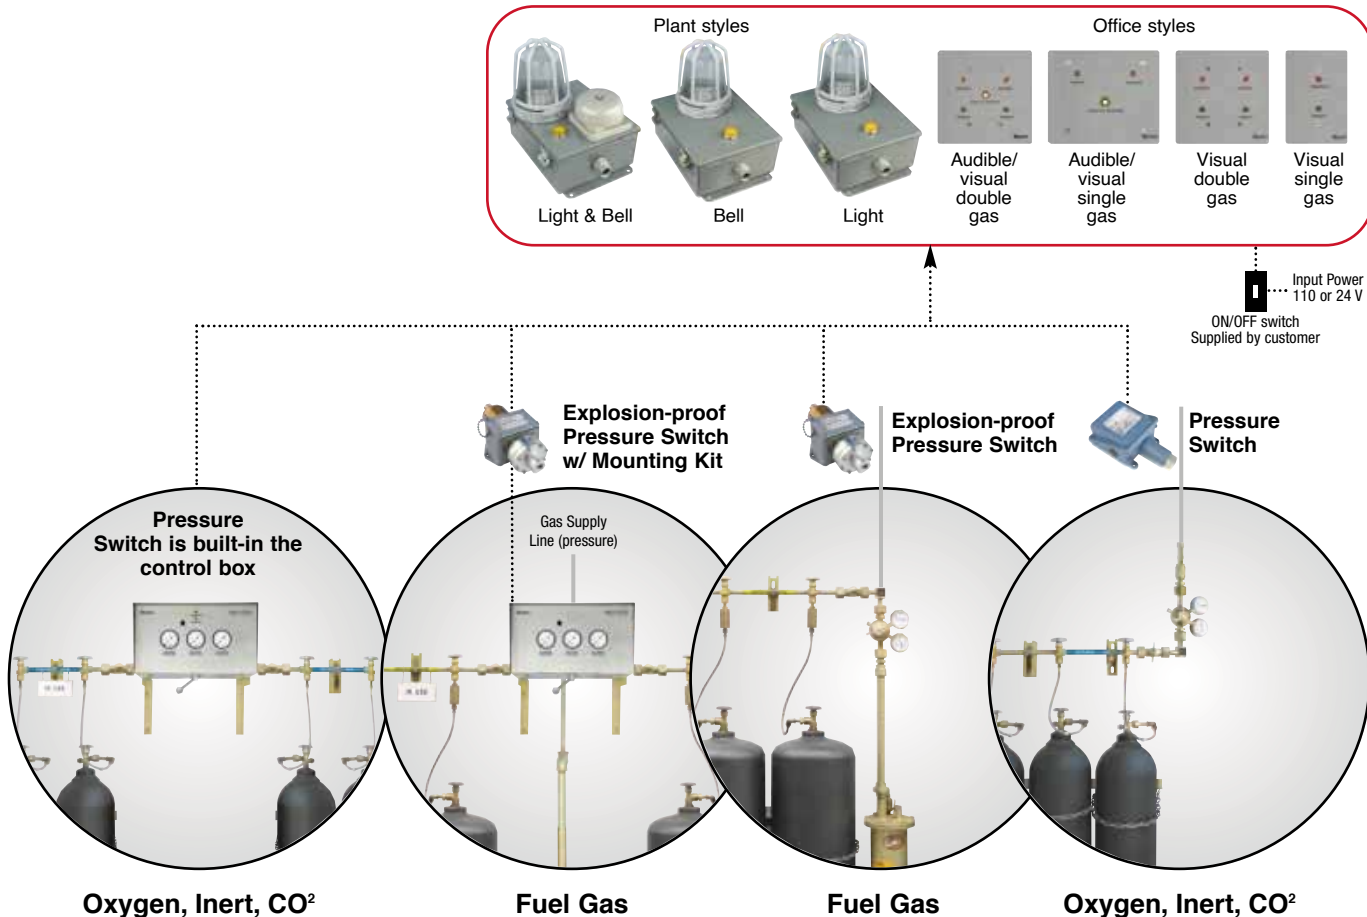 Plant styles
Office styles
Light & Bell
Bell
Light
Audible/
visual
double
gas
Audible/
visual
single
gas
Visual
double
gas
Visual
single
gas
Input Power
110 or 24 V
ON/OFF switch
Supplied by customer
Explosion-proof
Pressure Switch
w/ Mounting Kit
Explosion-proof
Pressure Switch
Pressure
Switch
Pressure
Switch is built-in the
control box
Gas Supply
Line (pressure)
Oxygen, Inert, CO²
Fuel Gas
Fuel Gas
Oxygen, Inert, CO²